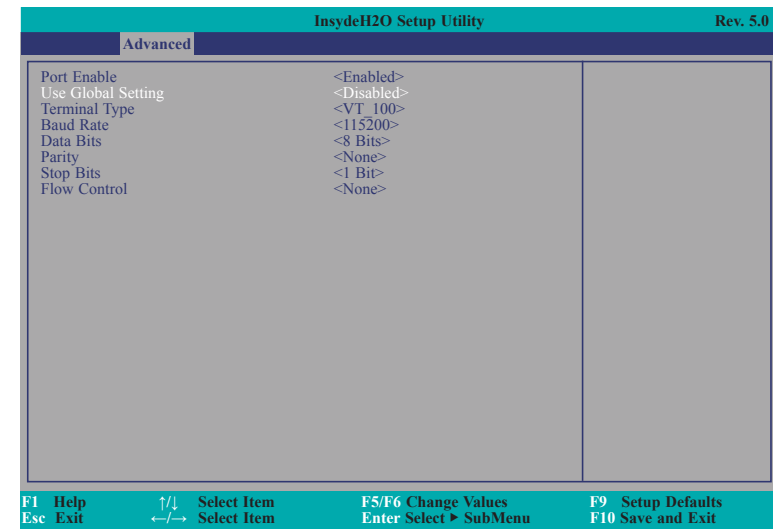 InsydeH2O Setup Utility Rev. 5.0
Advanced
Port Enable <Enabled>
Use Global Setting <Disabled>
Terminal Type <VT_100>
Baud Rate <115200>
Data Bits <8 Bits>
Parity <None>
Stop Bits <1 Bit>
Flow Control <None>
F1 Help ↑/↓ Select Item F5/F6 Change Values F9 Setup Defaults
Esc Exit ←/→ Select Item Enter Select ► SubMenu F10 Save and Exit